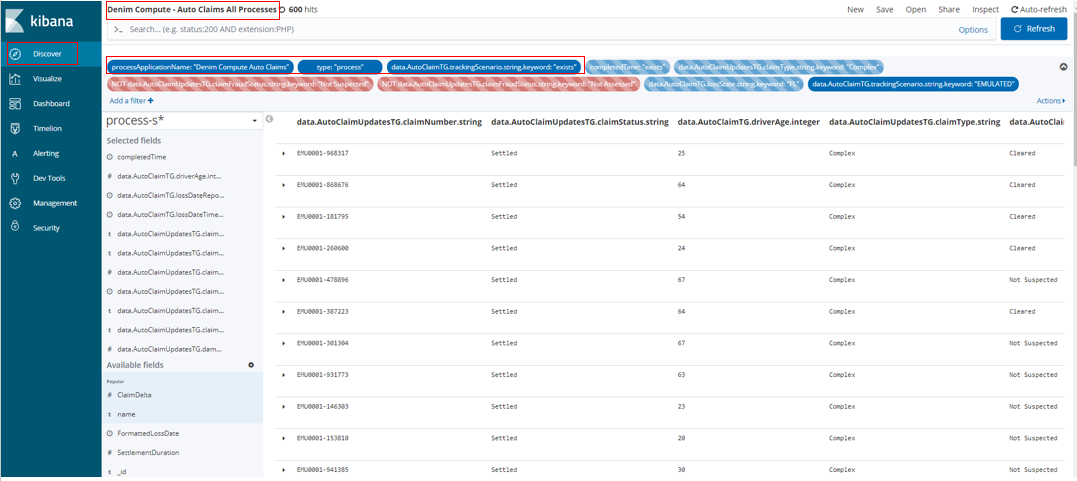 Denim Compute - Auto Claims All Processes 600 hits
New Save Open Share Inspect Auto-refresh
kibana
>_ Search... (e.g. status:200 AND extension:PHP) Options Refresh
Discover
Visualize
Dashboard
Timelion
Alerting
Dev Tools
Management
Security
processApplicationName: "Denim Compute Auto Claims" type: "process" data.AutoClaimTG.trackingScenario.string.keyword: "exists" completedTime: "exists" data.AutoClaimUpdatesTG.claimType.string.keyword: "Complex"
NOT data.AutoClaimUpdatesTG.claimFraudStatus.string.keyword: "Not Suspected" NOT data.AutoClaimUpdatesTG.claimFraudStatus.string.keyword: "Not Assessed" data.AutoClaimTG.lossState.string.keyword: "FL" data.AutoClaimTG.trackingScenario.string.keyword: "EMULATED"
Add a filter + Actions
process-s*
Selected fields
completedTime
# data.AutoClaimTG.driverAge.int...
data.AutoClaimTG.lossDateRepo...
data.AutoClaimTG.lossDateTime...
t data.AutoClaimUpdatesTG.claim...
t data.AutoClaimUpdatesTG.claim...
# data.AutoClaimUpdatesTG.claim...
data.AutoClaimUpdatesTG.claim...
t data.AutoClaimUpdatesTG.claim...
t data.AutoClaimUpdatesTG.claim...
# data.AutoClaimUpdatesTG.dam...
Available fields
Popular
# ClaimDelta
t name
FormattedLossDate
# SettlementDuration
t _id
data.AutoClaimUpdatesTG.claimNumber.string data.AutoClaimUpdatesTG.claimStatus.string data.AutoClaimTG.driverAge.integer data.AutoClaimUpdatesTG.claimType.string data.AutoClai
EMU0001-968317 Settled 25 Complex Cleared
EMU0001-868676 Settled 64 Complex Cleared
EMU0001-181795 Settled 54 Complex Cleared
EMU0001-260600 Settled 24 Complex Cleared
EMU0001-478896 Settled 67 Complex Not Suspected
EMU0001-387223 Settled 64 Complex Cleared
EMU0001-301304 Settled 67 Complex Not Suspected
EMU0001-931773 Settled 63 Complex Not Suspected
EMU0001-146303 Settled 23 Complex Not Suspected
EMU0001-153810 Settled 20 Complex Not Suspected
EMU0001-941385 Settled 30 Complex Not Suspected